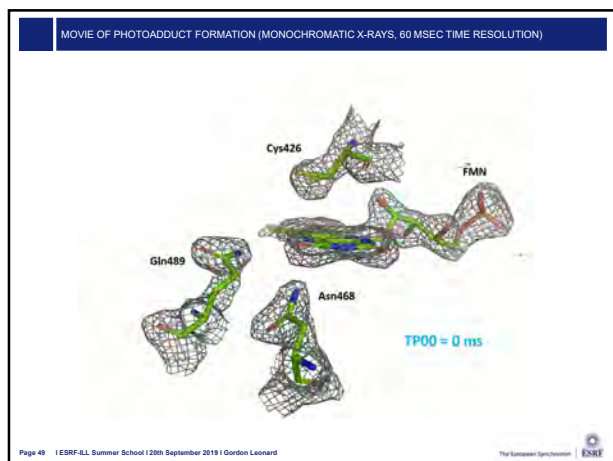 MOVIE OF PHOTOADDUCT FORMATION (MONOCHROMATIC X-RAYS, 60 MSEC TIME RESOLUTION)
Cys426
FMN
Gln489
Asn468
TP00 = 0 ms
Page 49 I ESRF-ILL Summer School I 20th September 2019 I Gordon Leonard
The European Synchrotron
ESRF